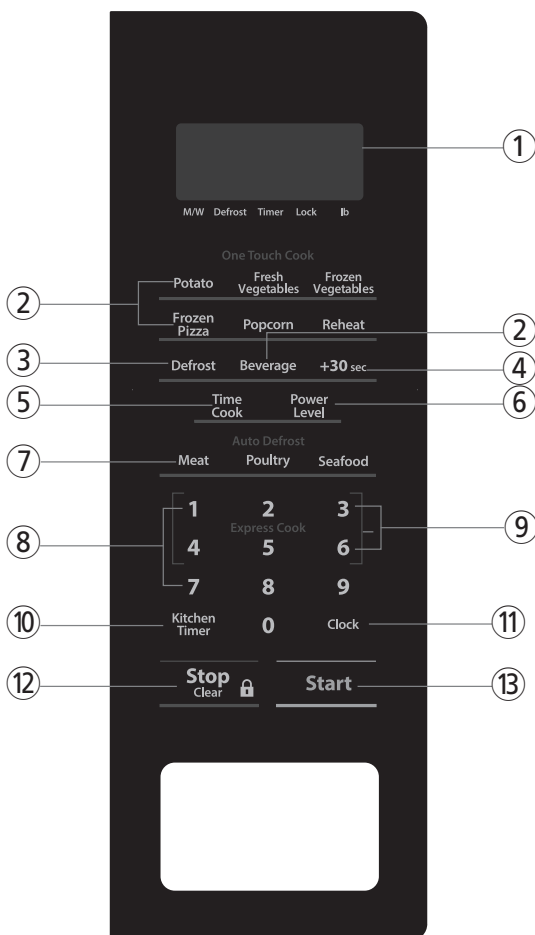 ①
M/W Defrost Timer Lock lb
One Touch Cook
Potato Fresh Vegetables Frozen Vegetables
②
Frozen Pizza Popcorn Reheat
②
③ Defrost Beverage +30 sec ④
⑤ Time Cook Power Level ⑥
Auto Defrost
⑦ Meat Poultry Seafood
1 2 3
⑧ Express Cook ⑨
4 5 6
7 8 9
⑩ Kitchen Timer 0 Clock ⑪
⑫ Stop Clear Start ⑬